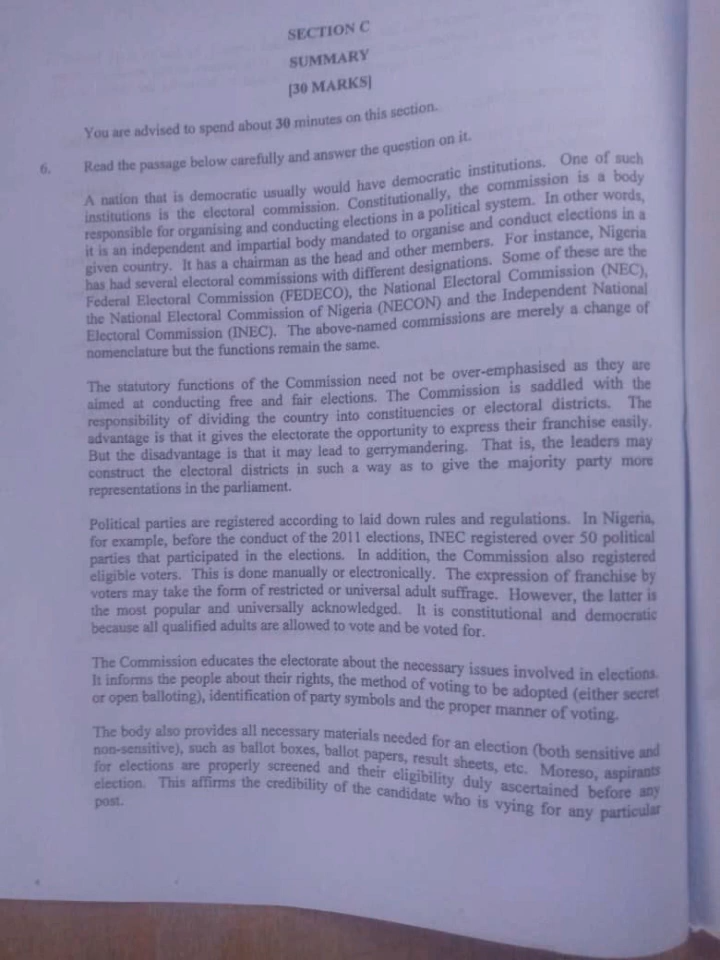 SECTION C
SUMMARY
[30 MARKS]
You are advised to spend about 30 minutes on this section.
6. Read the passage below carefully and answer the question on it.
A nation that is democratic usually would have democratic institutions. One of such
institutions is the electoral commission. Constitutionally, the commission is a body
responsible for organising and conducting elections in a political system. In other words,
it is an independent and impartial body mandated to organise and conduct elections in a
given country. It has a chairman as the head and other members. For instance, Nigeria
has had several electoral commissions with different designations. Some of these are the
Federal Electoral Commission (FEDECO), the National Electoral Commission (NEC),
the National Electoral Commission of Nigeria (NECON) and the Independent National
Electoral Commission (INEC). The above-named commissions are merely a change of
nomenclature but the functions remain the same.
The statutory functions of the Commission need not be over-emphasised as they are
aimed at conducting free and fair elections. The Commission is saddled with the
responsibility of dividing the country into constituencies or electoral districts. The
advantage is that it gives the electorate the opportunity to express their franchise easily.
But the disadvantage is that it may lead to gerrymandering. That is, the leaders may
construct the electoral districts in such a way as to give the majority party more
representations in the parliament.
Political parties are registered according to laid down rules and regulations. In Nigeria,
for example, before the conduct of the 2011 elections, INEC registered over 50 political
parties that participated in the elections. In addition, the Commission also registered
eligible voters. This is done manually or electronically. The expression of franchise by
voters may take the form of restricted or universal adult suffrage. However, the latter is
the most popular and universally acknowledged. It is constitutional and democratic
because all qualified adults are allowed to vote and be voted for.
The Commission educates the electorate about the necessary issues involved in elections.
It informs the people about their rights, the method of voting to be adopted (either secret
or open balloting), identification of party symbols and the proper manner of voting.
The body also provides all necessary materials needed for an election (both sensitive and
non-sensitive), such as ballot boxes, ballot papers, result sheets, etc. Moreso, aspirants
for elections are properly screened and their eligibility duly ascertained before any
election. This affirms the credibility of the candidate who is vying for any particular
post.